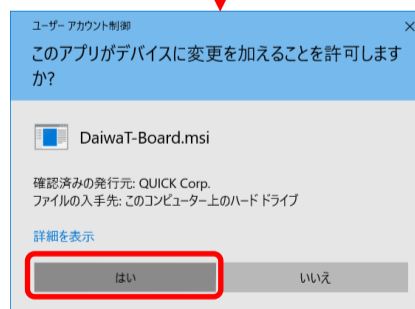 ユーザー アカウント制御
このアプリがデバイスに変更を加えることを許可します
か?
DaiwaT-Board.msi
確認済みの発行元: QUICK Corp.
ファイルの入手先: このコンピューター上のハード ドライブ
詳細を表示
はい
いいえ